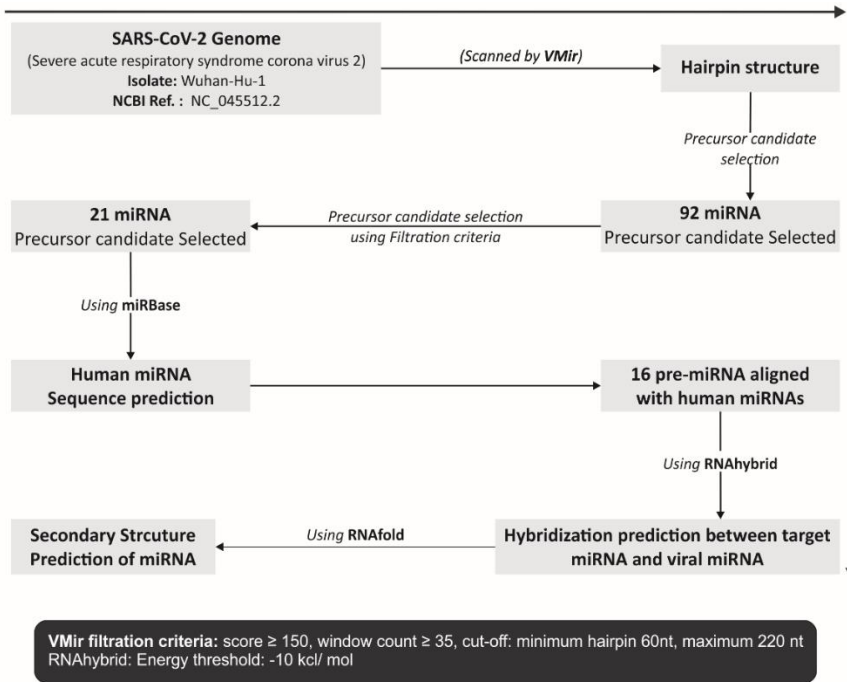 SARS-CoV-2 Genome
(Severe acute respiratory syndrome corona virus 2)
Isolate: Wuhan-Hu-1
NCBI Ref. : NC_045512.2
(Scanned by VMir)
Hairpin structure
Precursor candidate
selection
92 miRNA
Precursor candidate Selected
Precursor candidate selection
using Filtration criteria
21 miRNA
Precursor candidate Selected
Using miRBase
Human miRNA
Sequence prediction
16 pre-miRNA aligned
with human miRNAs
Using RNAhybrid
Hybridization prediction between target
miRNA and viral miRNA
Using RNAfold
Secondary Strcuture
Prediction of miRNA
VMir filtration criteria: score ≥ 150, window count ≥ 35, cut-off: minimum hairpin 60nt, maximum 220 nt
RNAhybrid: Energy threshold: -10 kcl/ mol